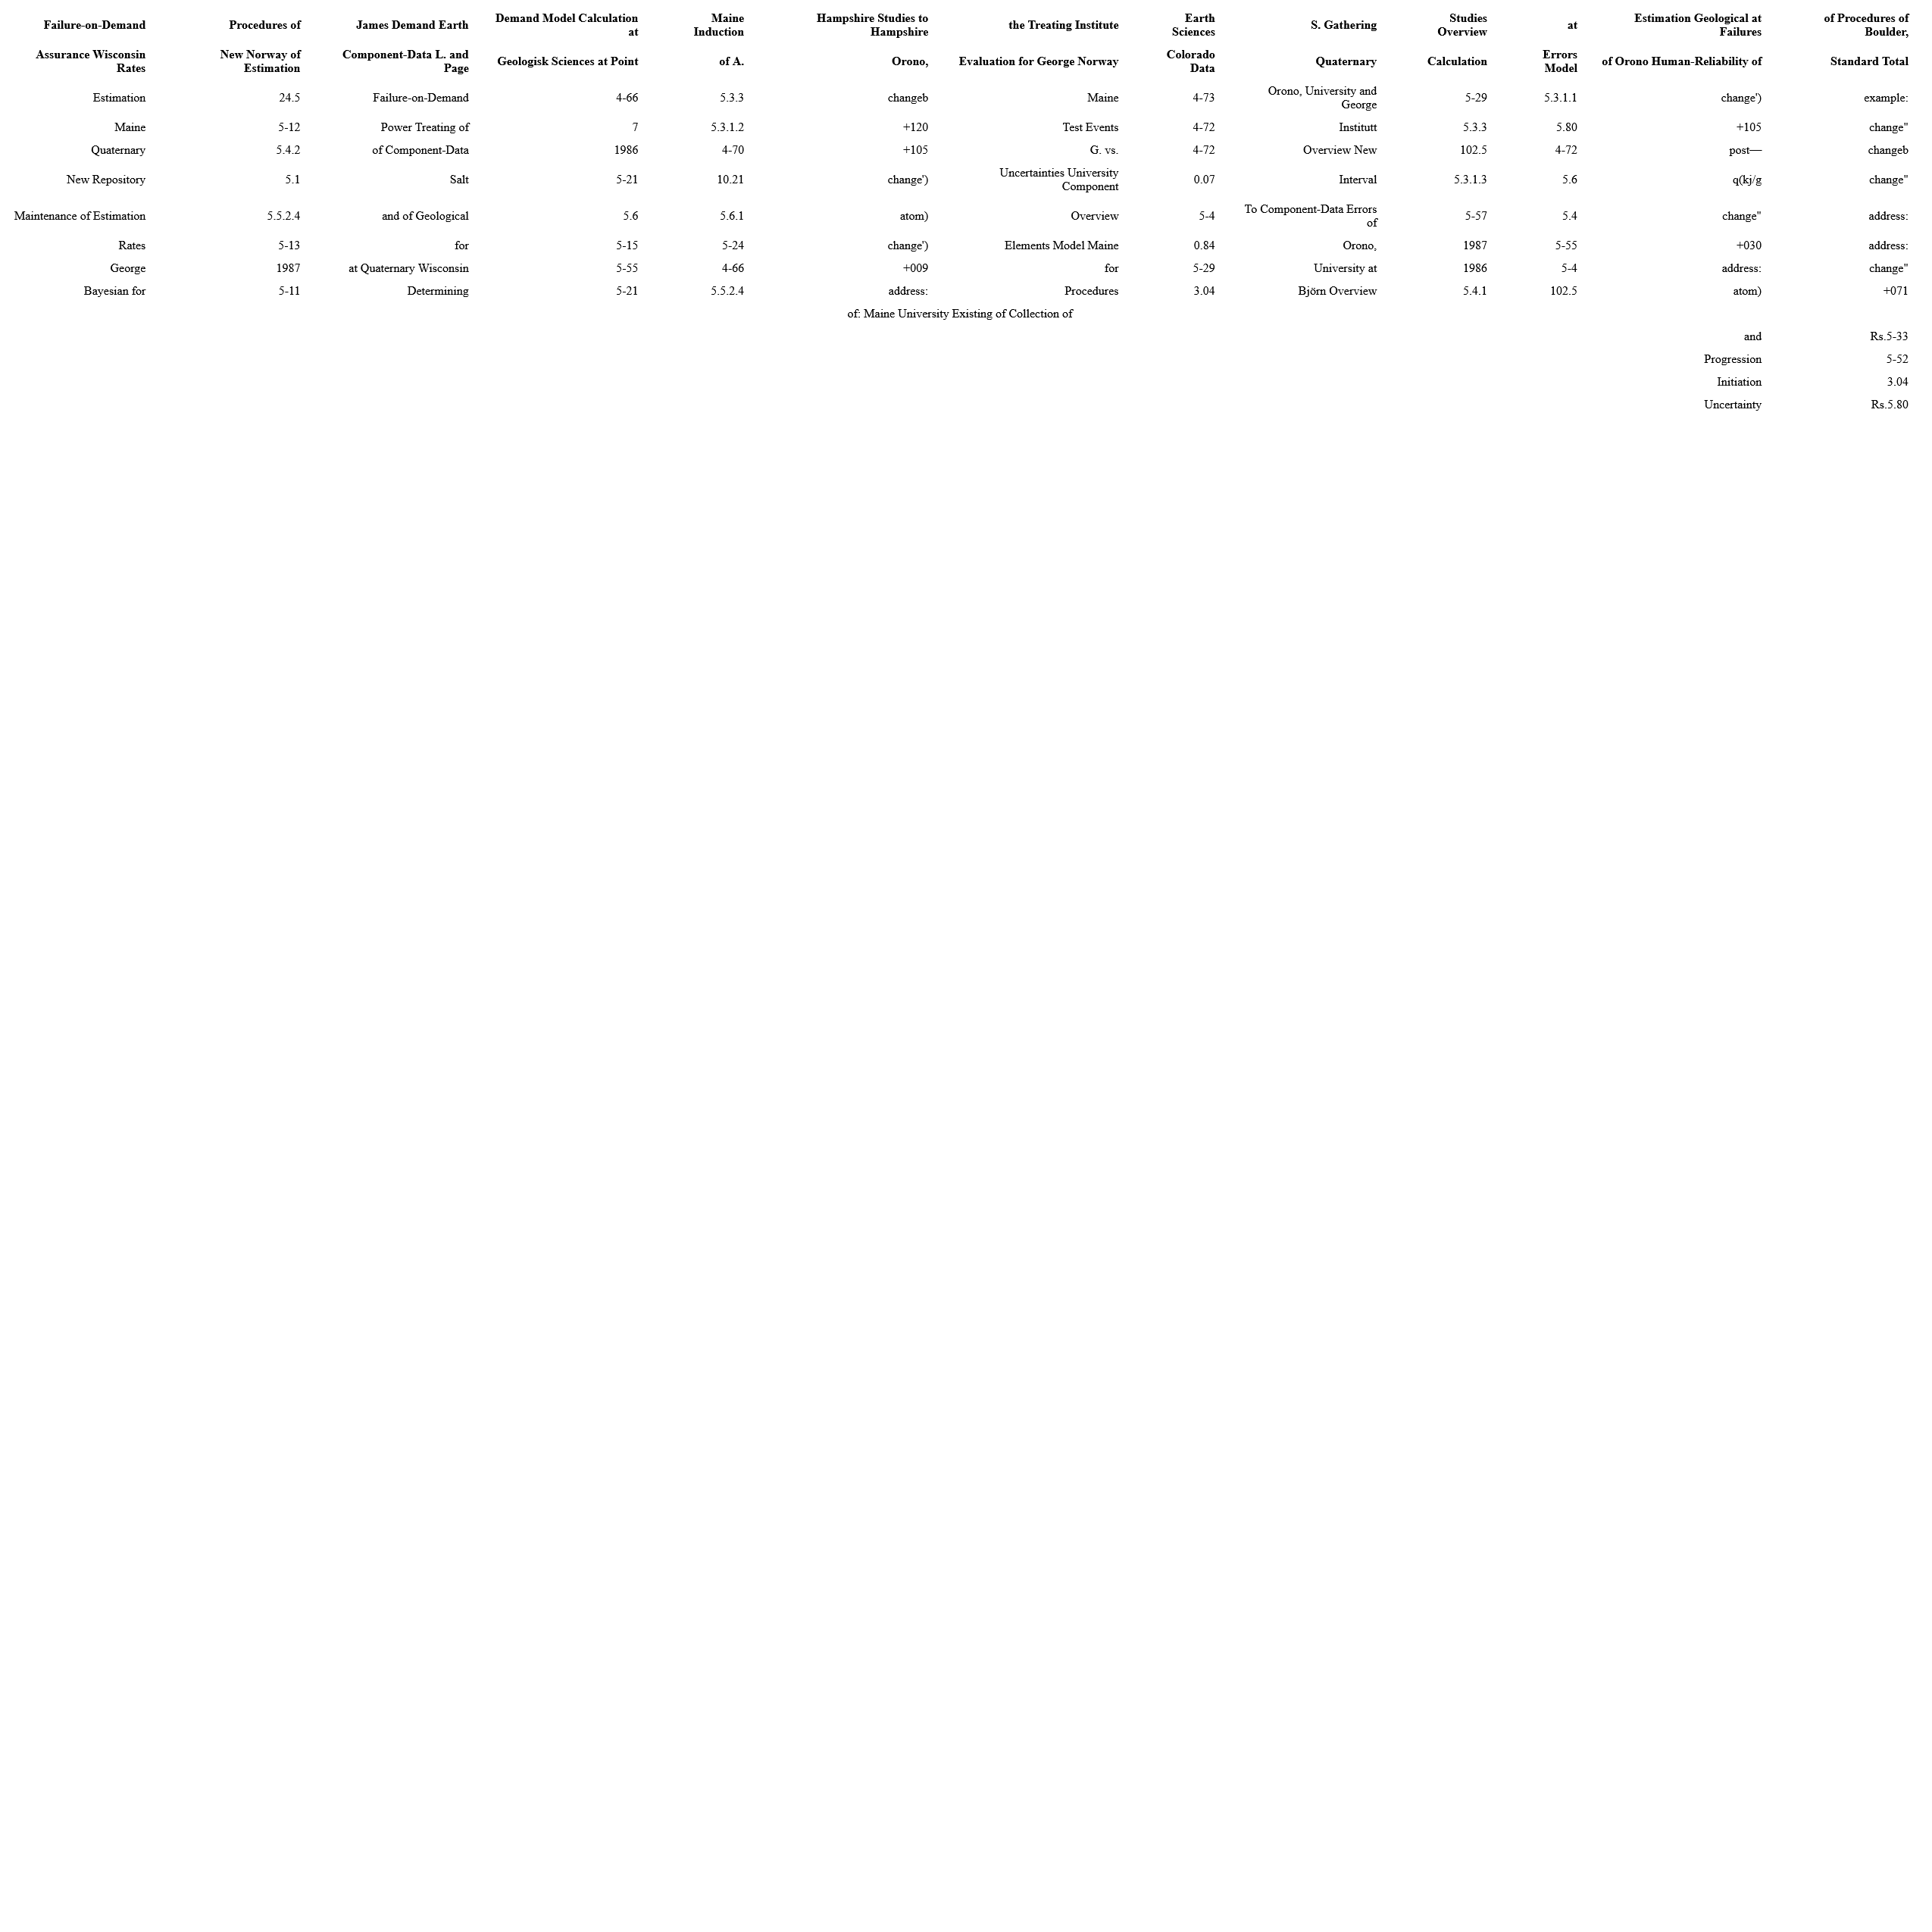 Failure-on-Demand Procedures of James Demand Earth Demand Model Calculation at Maine Induction Hampshire Studies to Hampshire the Treating Institute Earth Sciences S. Gathering Studies Overview at Estimation Geological at Failures of Procedures of Boulder,
Assurance Wisconsin Rates New Norway of Estimation Component-Data L. and Page Geologisk Sciences at Point of A. Orono, Evaluation for George Norway Colorado Data Quaternary Calculation Errors Model of Orono Human-Reliability of Standard Total
Estimation 24.5 Failure-on-Demand 4-66 5.3.3 changeb Maine 4-73 Orono, University and George 5-29 5.3.1.1 change') example:
Maine 5-12 Power Treating of 7 5.3.1.2 +120 Test Events 4-72 Institutt 5.3.3 5.80 +105 change"
Quaternary 5.4.2 of Component-Data 1986 4-70 +105 G. vs. 4-72 Overview New 102.5 4-72 post— changeb
New Repository 5.1 Salt 5-21 10.21 change') Uncertainties University Component 0.07 Interval 5.3.1.3 5.6 q(kj/g change"
Maintenance of Estimation 5.5.2.4 and of Geological 5.6 5.6.1 atom) Overview 5-4 To Component-Data Errors of 5-57 5.4 change" address:
Rates 5-13 for 5-15 5-24 change') Elements Model Maine 0.84 Orono, 1987 5-55 +030 address:
George 1987 at Quaternary Wisconsin 5-55 4-66 +009 for 5-29 University at 1986 5-4 address: change"
Bayesian for 5-11 Determining 5-21 5.5.2.4 address: Procedures 3.04 Björn Overview 5.4.1 102.5 atom) +071
of: Maine University Existing of Collection of
and Rs.5-33
Progression 5-52
Initiation 3.04
Uncertainty Rs.5.80